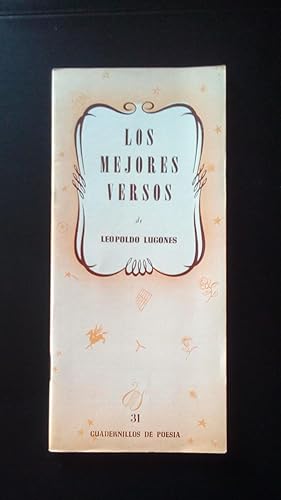 LOS
MEJORES
VERSOS
de
LEOPOLDO LUGONES
31
CUADERNILLOS DE POESIA